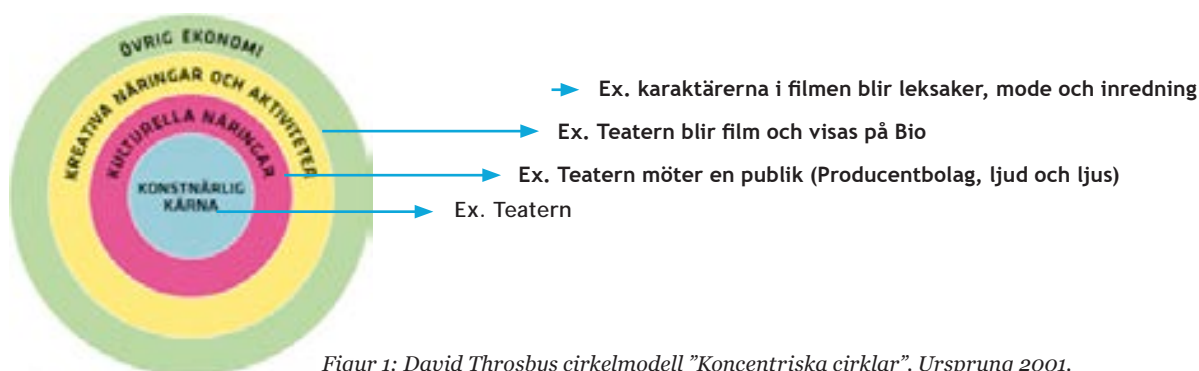 ÖVRIG EKONOMI
KREATIVA NÄRINGAR OCH AKTIVITETER
KULTURELLA NÄRINGAR
KONSTNÄRLIG
KÄRNA
Ex. karaktärerna i filmen blir leksaker, mode och inredning
Ex. Teatern blir film och visas på Bio
Ex. Teatern möter en publik (Producentbolag, ljud och ljus)
Ex. Teatern
Figur 1: David Throsbus cirkelmodell ”Koncentriska cirklar”. Ursprung 2001.